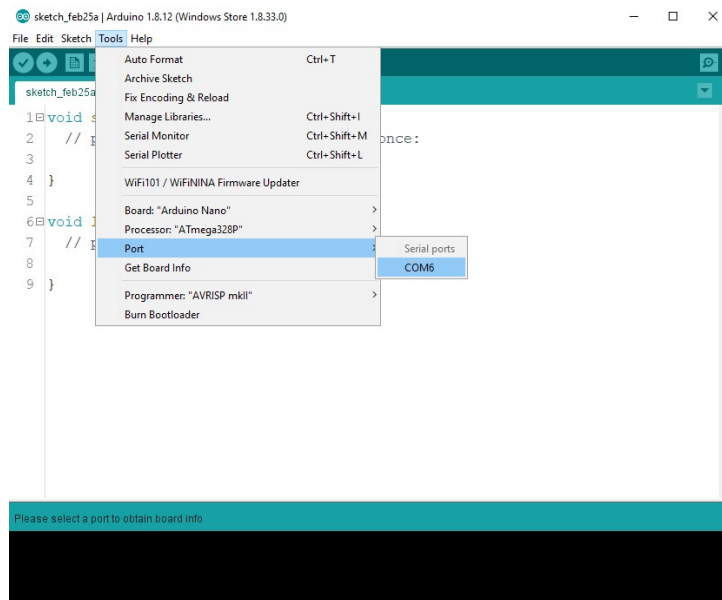 sketch_feb25a | Arduino 1.8.12 (Windows Store 1.8.33.0)
File Edit Sketch Tools Help
sketch_feb25a
Auto Format Ctrl+T
Archive Sketch
Fix Encoding & Reload
Manage Libraries... Ctrl+Shift+I
Serial Monitor Ctrl+Shift+M
Serial Plotter Ctrl+Shift+L
WiFi101 / WiFiNINA Firmware Updater
Board: "Arduino Nano"
Processor: "ATmega328P"
Port
Get Board Info
Programmer: "AVRISP mkII"
Burn Bootloader
Serial ports
COM6
1 void
2 // once:
3
4 }
5
6 void
7 //
8
9 }
Please select a port to obtain board info